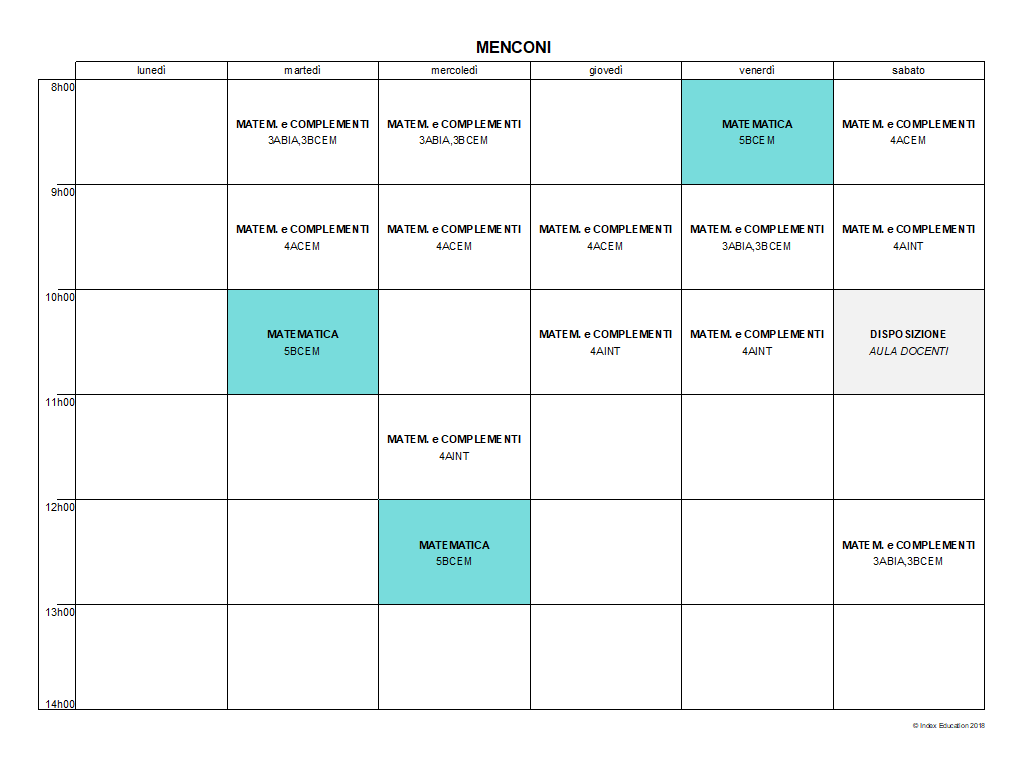 MENCONI
lunedì martedì mercoledì giovedì venerdì sabato
8h00
MATEM. e COMPLEMENTI MATEM. e COMPLEMENTI MATEMATICA MATEM. e COMPLEMENTI
3ABIA,3BCEM 3ABIA,3BCEM 5BCEM 4ACEM
9h00
MATEM. e COMPLEMENTI MATEM. e COMPLEMENTI MATEM. e COMPLEMENTI MATEM. e COMPLEMENTI MATEM. e COMPLEMENTI
4ACEM 4ACEM 4ACEM 3ABIA,3BCEM 4AINT
10h00
MATEMATICA MATEM. e COMPLEMENTI MATEM. e COMPLEMENTI DISPOSIZIONE
5BCEM 4AINT 4AINT AULA DOCENTI
11h00
MATEM. e COMPLEMENTI
4AINT
12h00
MATEMATICA MATEM. e COMPLEMENTI
5BCEM 3ABIA,3BCEM
13h00
14h00
© Index Education 2018